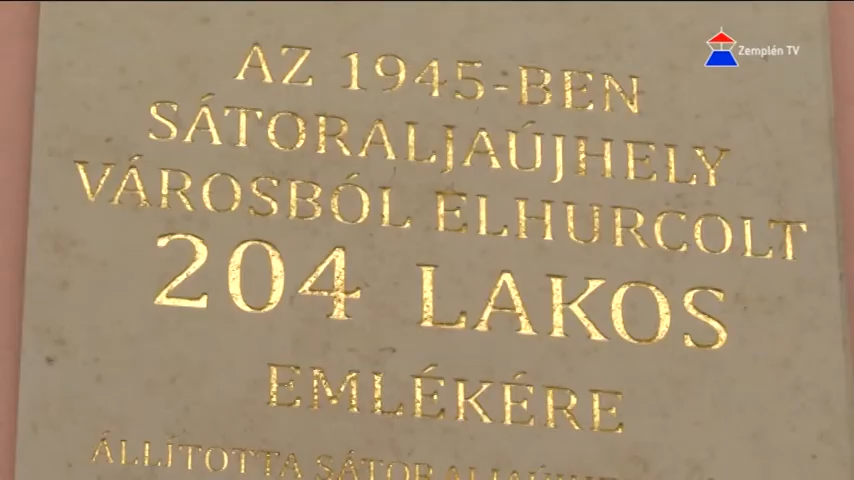 Zemplén TV
AZ 1945-BEN
SÁTORALJAÚJHELY
VÁROSBÓL ELHURCOLT
204 LAKOS
EMLÉKÉRE
ÁLLÍTOTTA